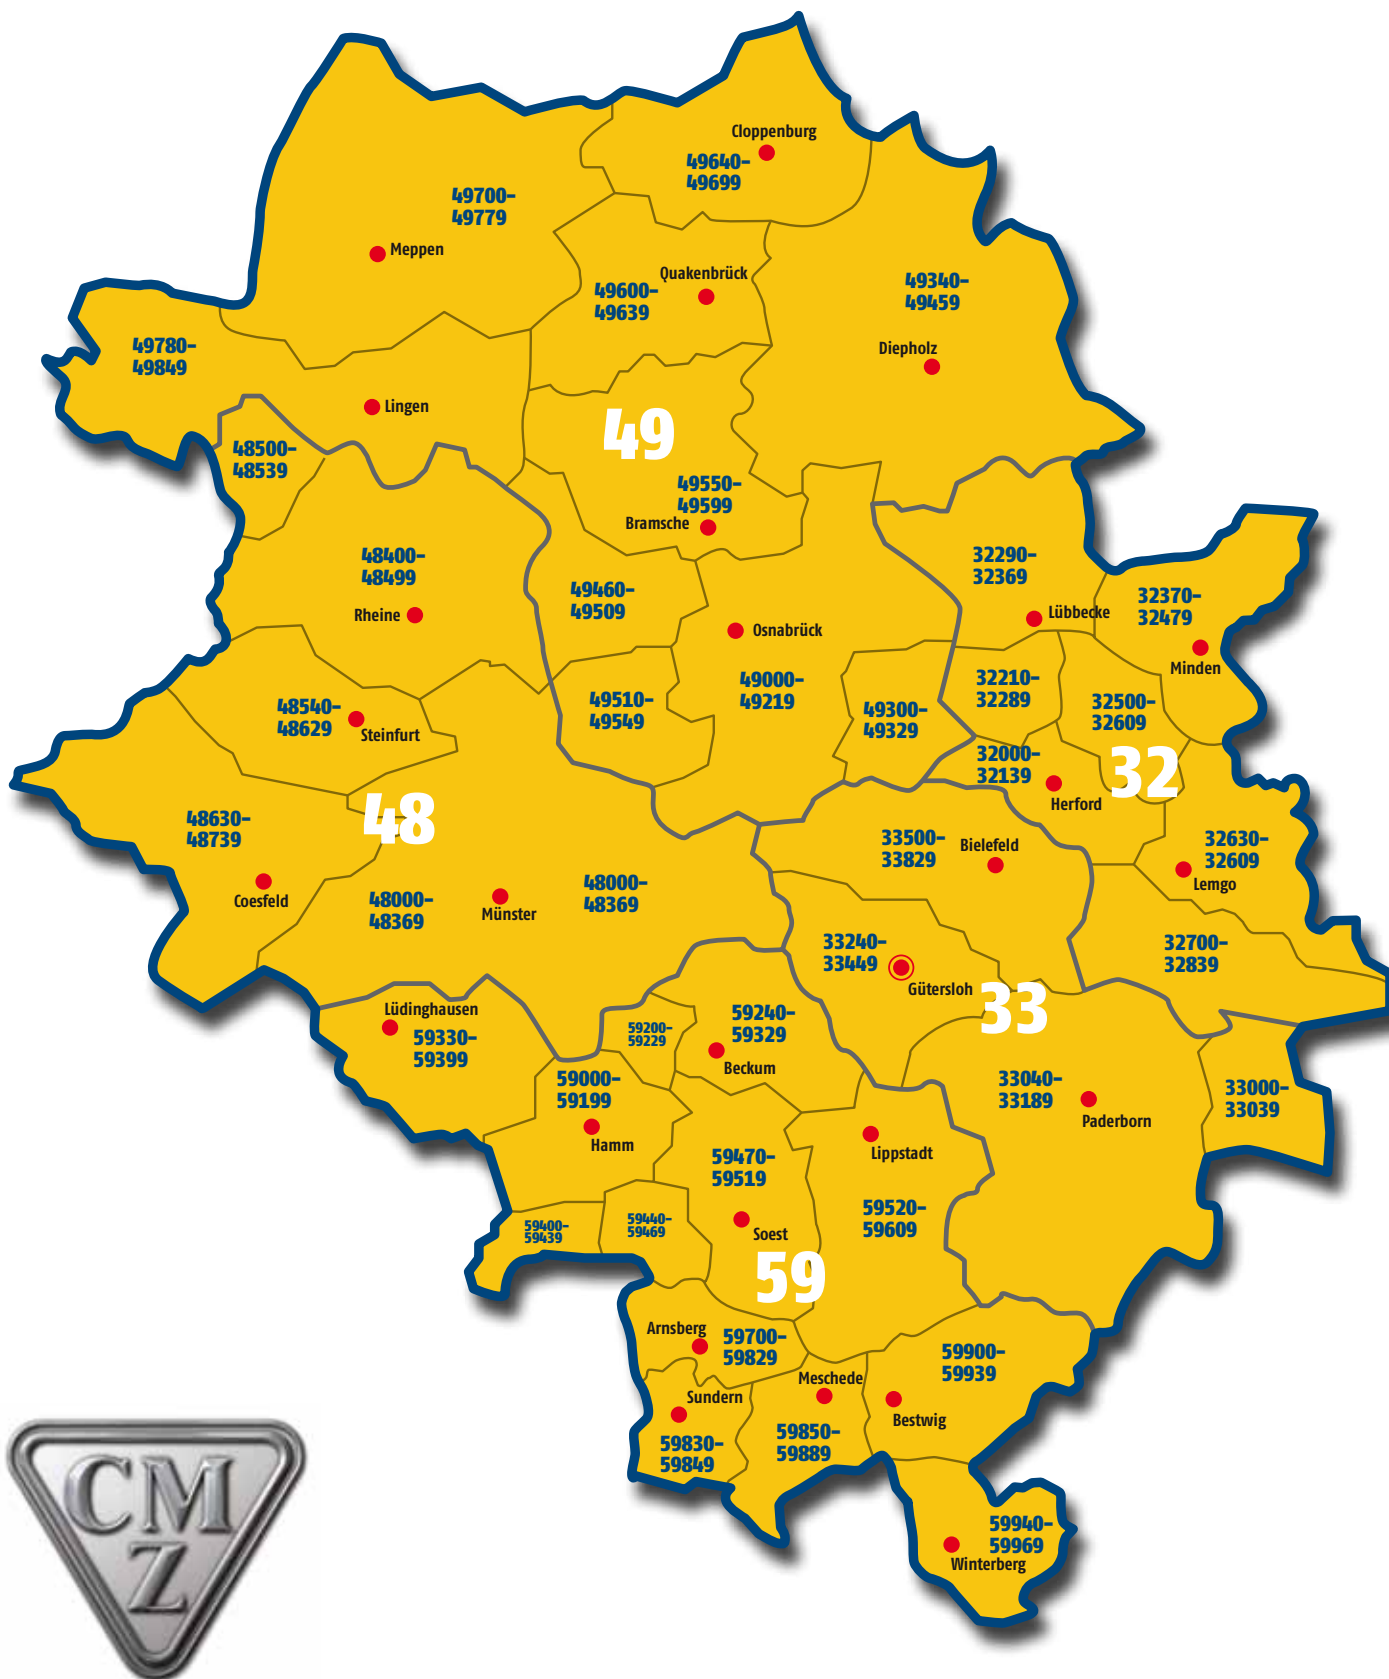 Cloppenburg
49640-
49699
49700-
49779
Meppen
Quakenbrück
49600-
49639
49340-
49459
Diepholz
49780-
49849
Lingen
49
48500-
48539
49550-
49599
Bramsche
48400-
48499
Rheine
49460-
49509
32290-
32369
Lübbecke
32370-
32479
Minden
Osnabrück
49000-
49219
49510-
49549
49300-
49329
32210-
32289
32500-
32609
48540-
48629
Steinfurt
32000-
32139
Herford
32
48630-
48739
Coesfeld
48
33500-
33829
Bielefeld
32630-
32609
Lemgo
48000-
48369
Münster
48000-
48369
33240-
33449
Gütersloh
32700-
32839
33
Lüdinghausen
59330-
59399
59200-
59229
59240-
59329
Beckum
59000-
59199
Hamm
33040-
33189
Paderborn
33000-
33039
Lippstadt
59470-
59519
Soest
59520-
59609
59400-
59439
59440-
59469
59
Arnsberg
59700-
59829
59900-
59939
Meschede
Sundern
Bestwig
59830-
59849
59850-
59889
59940-
59969
Winterberg
CM
Z